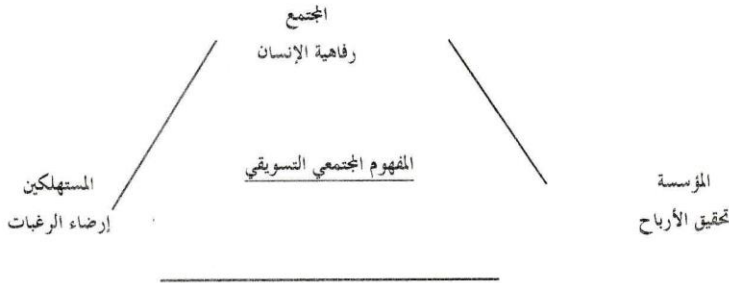 المجتمع
رفاهية الإنسان
المفهوم المجتمعي التسويقي
المؤسسة
تحقيق الأرباح
المستهلكين
إرضاء الرغبات